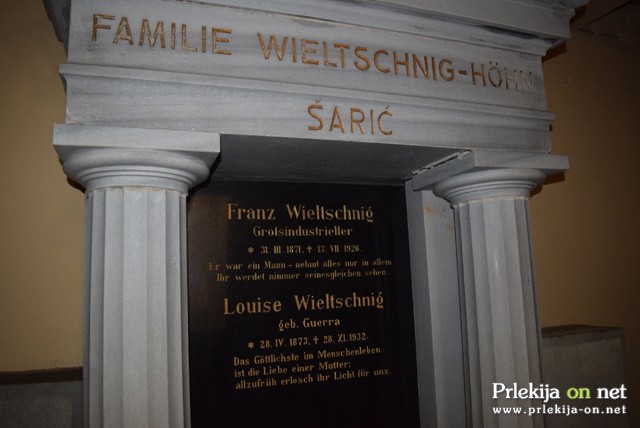 FAMILIE WIELTSCHNIG-HÖHN
ŠARIĆ
Franz Wieltschnig
Großindustrieller
* 31. III. 1871. † 13. VII. 1926.
Er war ein Mann - nehmt alles nur in allem
Ihr werdet nimmer seinesgleichen sehen.
Louise Wieltschnig
geb. Guerra
* 28. IV. 1873. † 28. XI. 1932.
Das Göttlichste im Menschenleben
ist die Liebe einer Mutter;
allzufrüh erlosch ihr Licht für uns.
Prlekija on net
www.prlekija-on.net